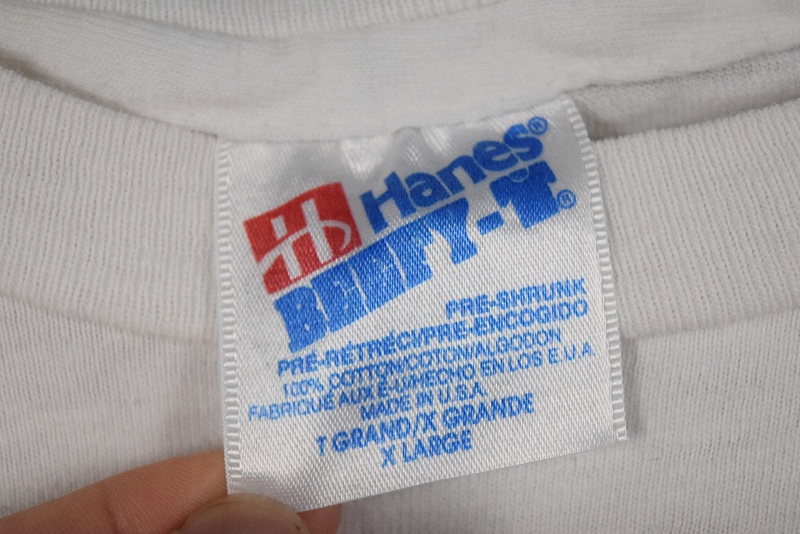 H Hanes®
BEEFY-T®
PRE-SHRUNK
PRÉ-RÉTRÉCI/PRE-ENCOGIDO
100% COTTON/COTON/ALGODON
FABRIQUÉ AUX É-U/HECHO EN LOS E.U.A.
MADE IN U.S.A.
T GRAND/X GRANDE
X LARGE